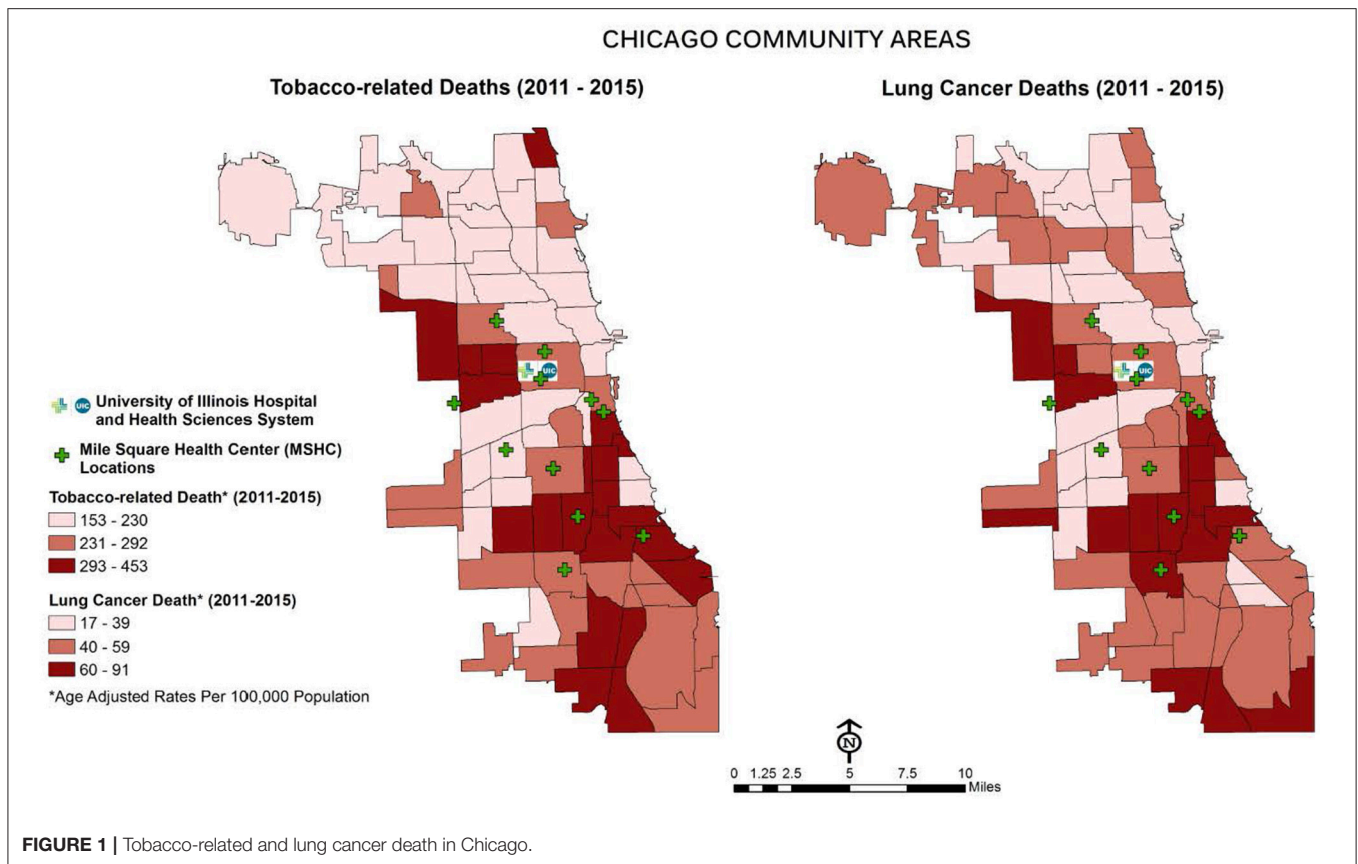 CHICAGO COMMUNITY AREAS
Tobacco-related Deaths (2011 - 2015)
Lung Cancer Deaths (2011 - 2015)
UIC
UIC
UIC University of Illinois Hospital
and Health Sciences System
Mile Square Health Center (MSHC)
Locations
Tobacco-related Death* (2011-2015)
153 - 230
231 - 292
293 - 453
Lung Cancer Death* (2011-2015)
17 - 39
40 - 59
60 - 91
*Age Adjusted Rates Per 100,000 Population
N
0 1.25 2.5 5 7.5 10
Miles
FIGURE 1 | Tobacco-related and lung cancer death in Chicago.